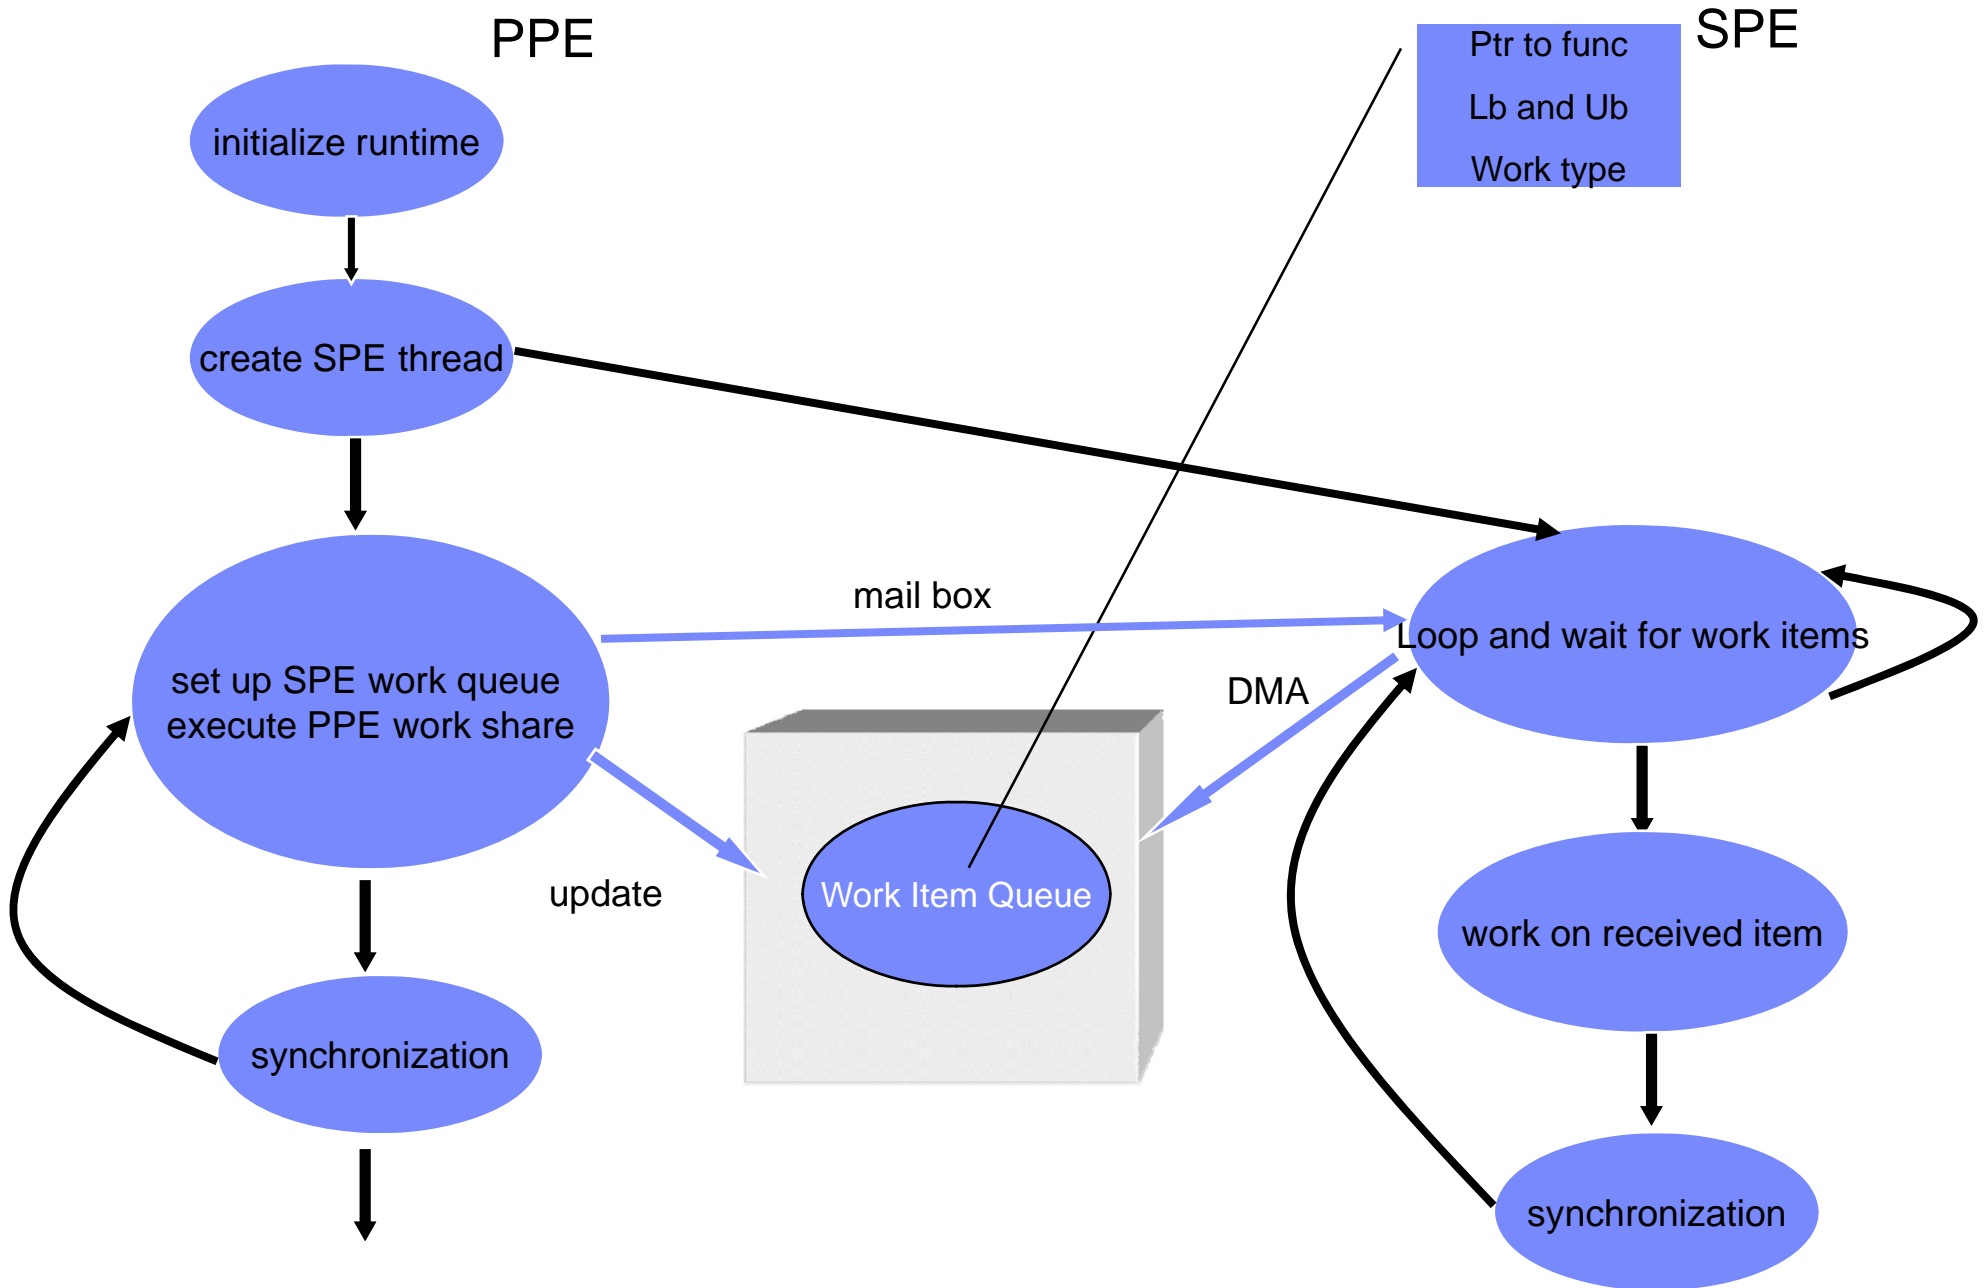 PPE
SPE
Ptr to func
Lb and Ub
Work type
initialize runtime
create SPE thread
mail box
set up SPE work queue
execute PPE work share
Loop and wait for work items
DMA
update
Work Item Queue
work on received item
synchronization
synchronization